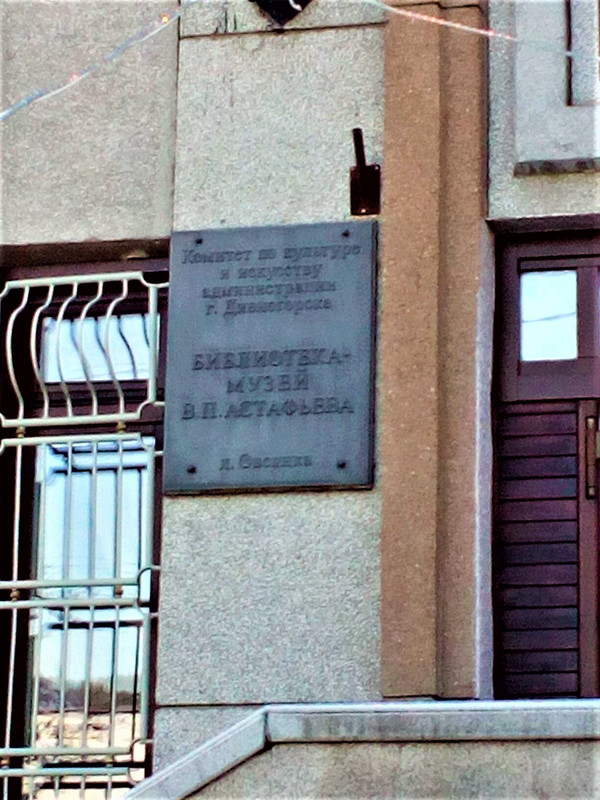 Комитет по культуре
и искусству
администрации
г. Дивногорска
БИБЛИОТЕКА-
МУЗЕЙ
В.П. АСТАФЬЕВА
п. Овсянка